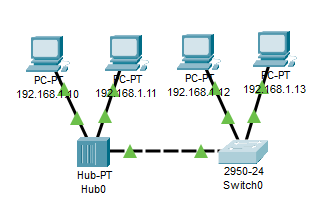 PC-PT
192.168.1.10
PC-PT
192.168.1.11
PC-PT
192.168.1.12
PC-PT
192.168.1.13
Hub-PT
Hub0
2950-24
Switch0